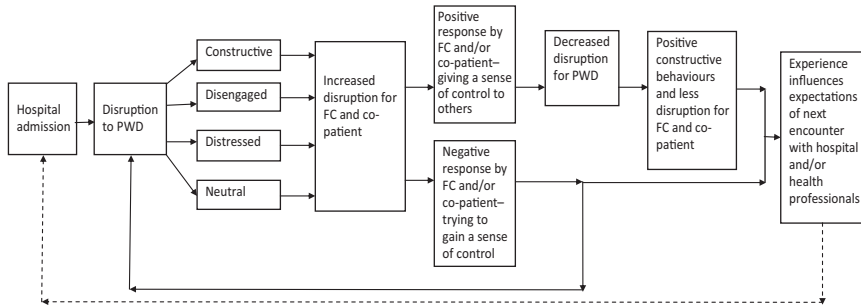 Hospital
admission
Disruption
to PWD
Constructive
Disengaged
Distressed
Neutral
Increased
disruption for
FC and co-
patient
Positive
response by
FC and/or
co-patient–
giving a sense
of control to
others
Negative
response by
FC and/or
co-patient–
trying to
gain a sense
of control
Decreased
disruption
for PWD
Positive
constructive
behaviours
and less
disruption for
FC and co-
patient
Experience
influences
expectations
of next
encounter
with hospital
and/or
health
professionals